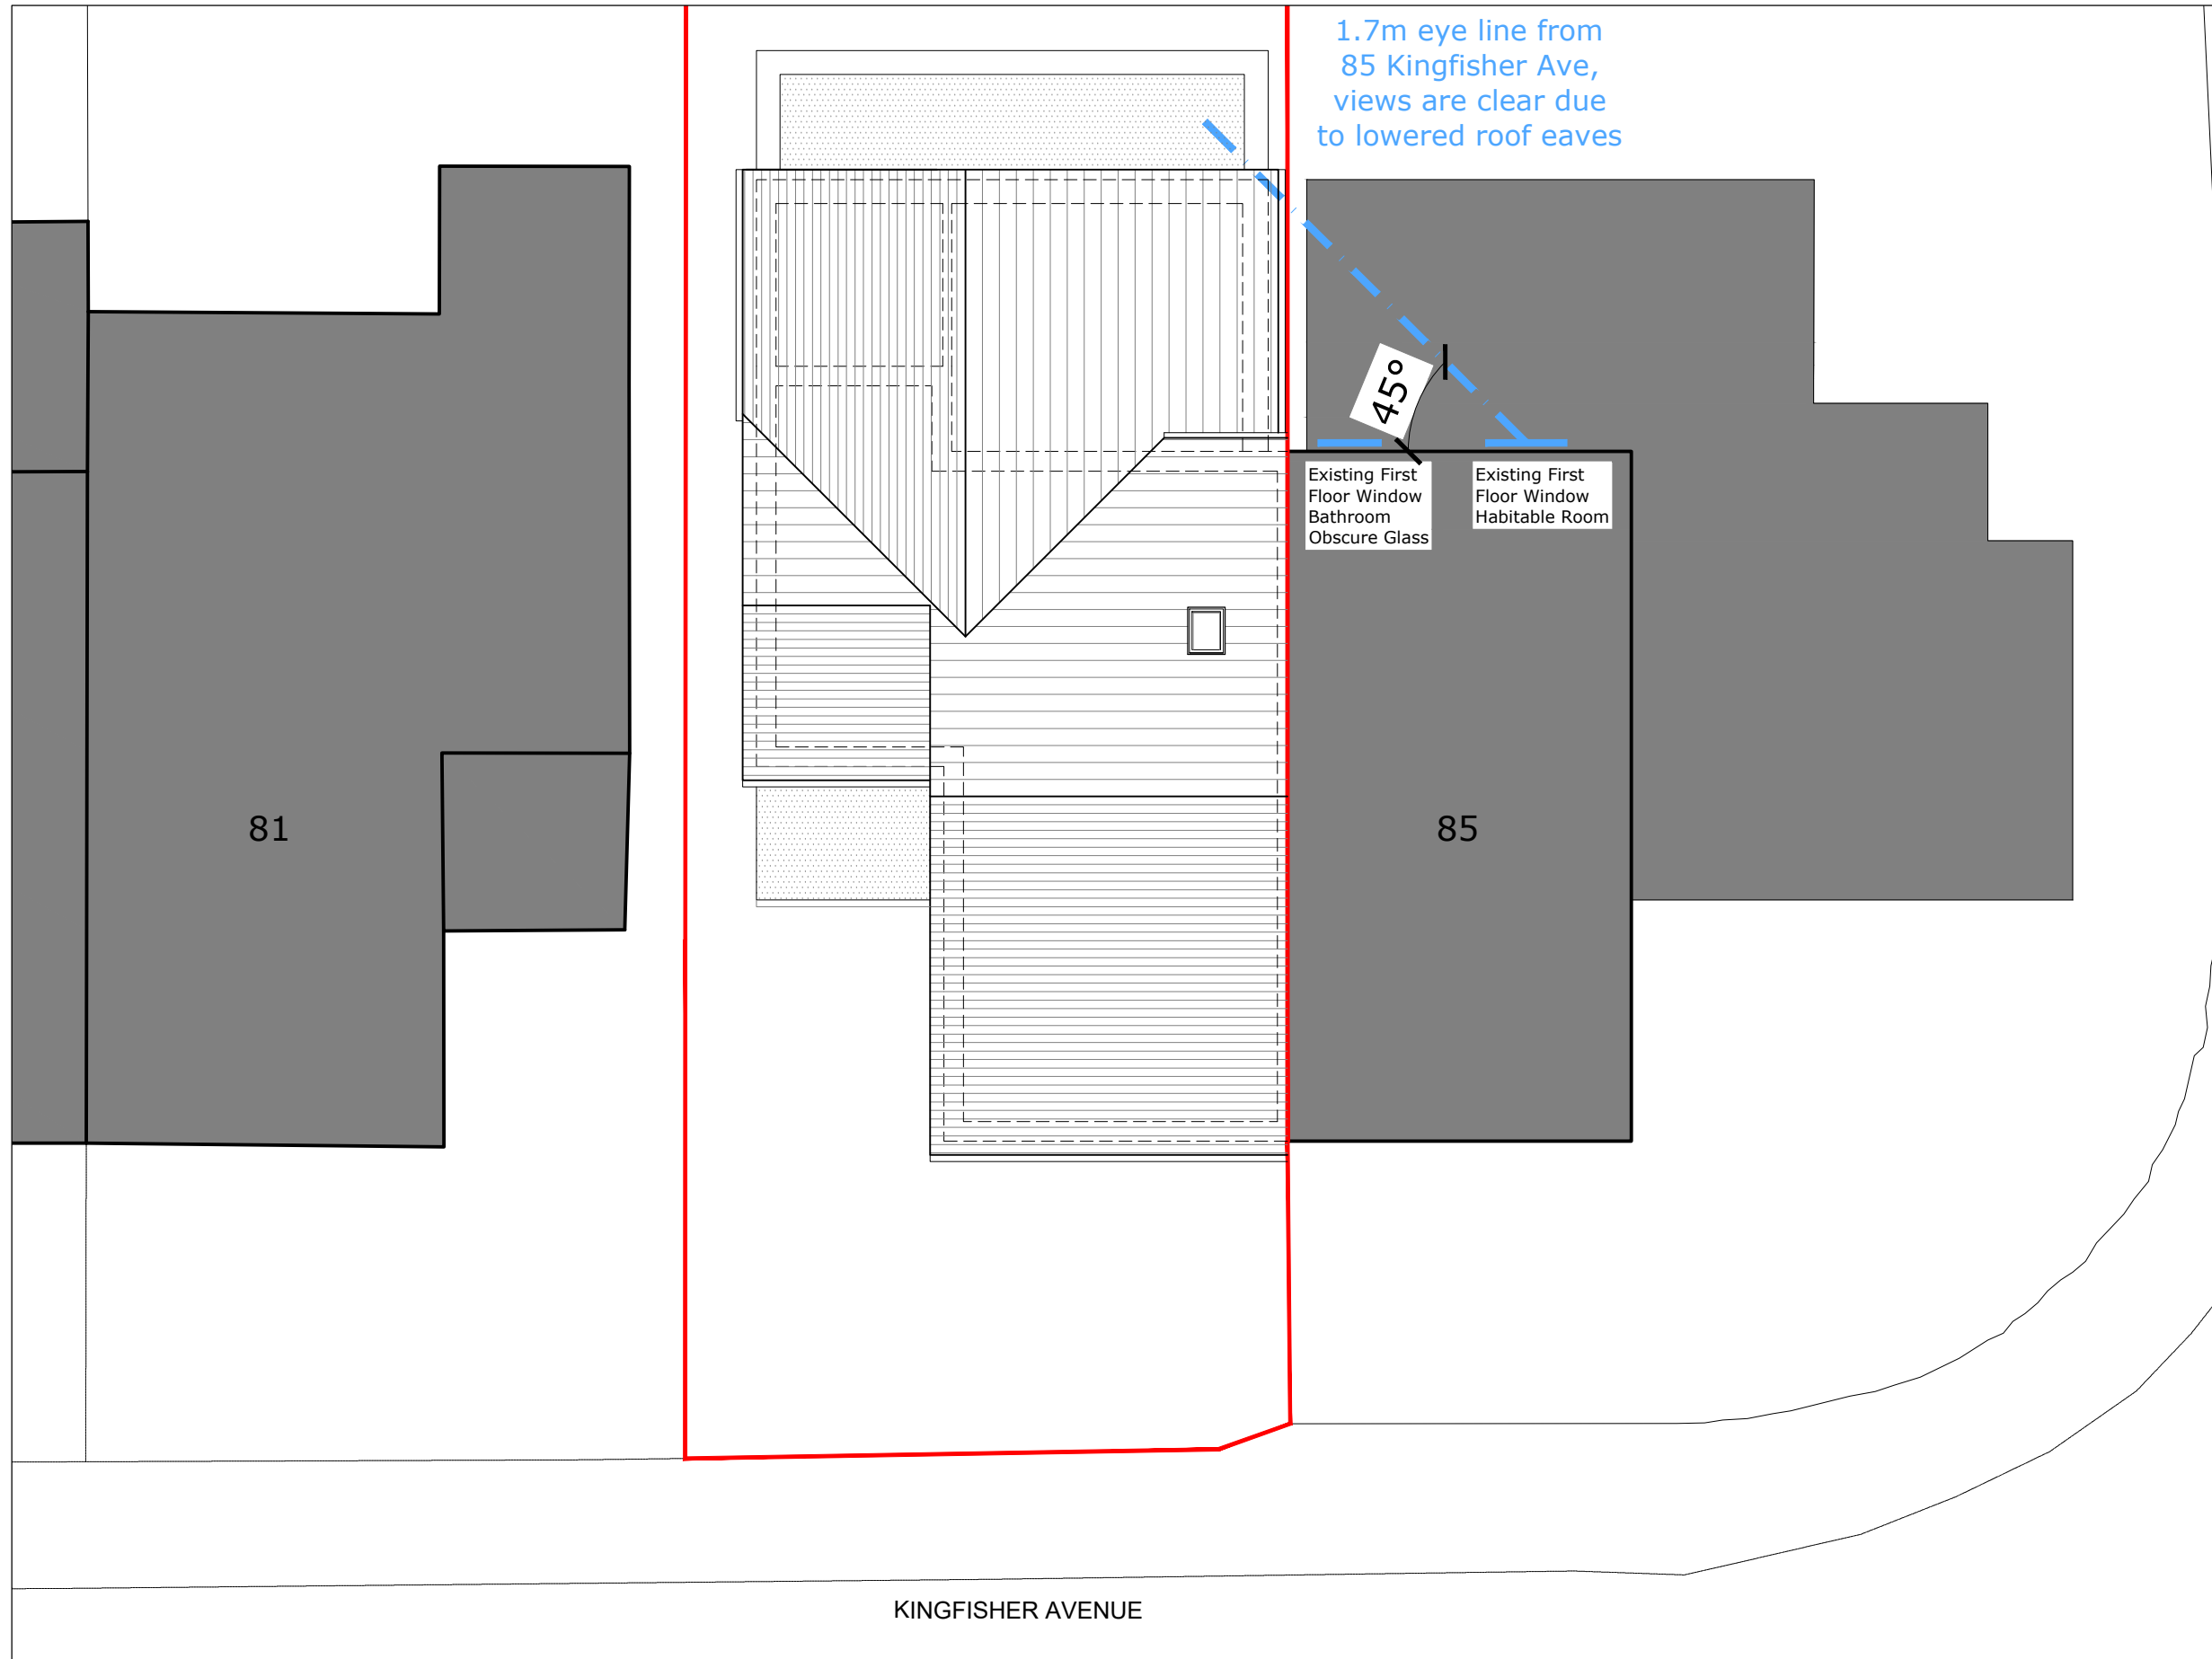 1.7m eye line from
85 Kingfisher Ave,
views are clear due
to lowered roof eaves
45°
Existing First
Floor Window
Bathroom
Obscure Glass
Existing First
Floor Window
Habitable Room
81
85
KINGFISHER AVENUE